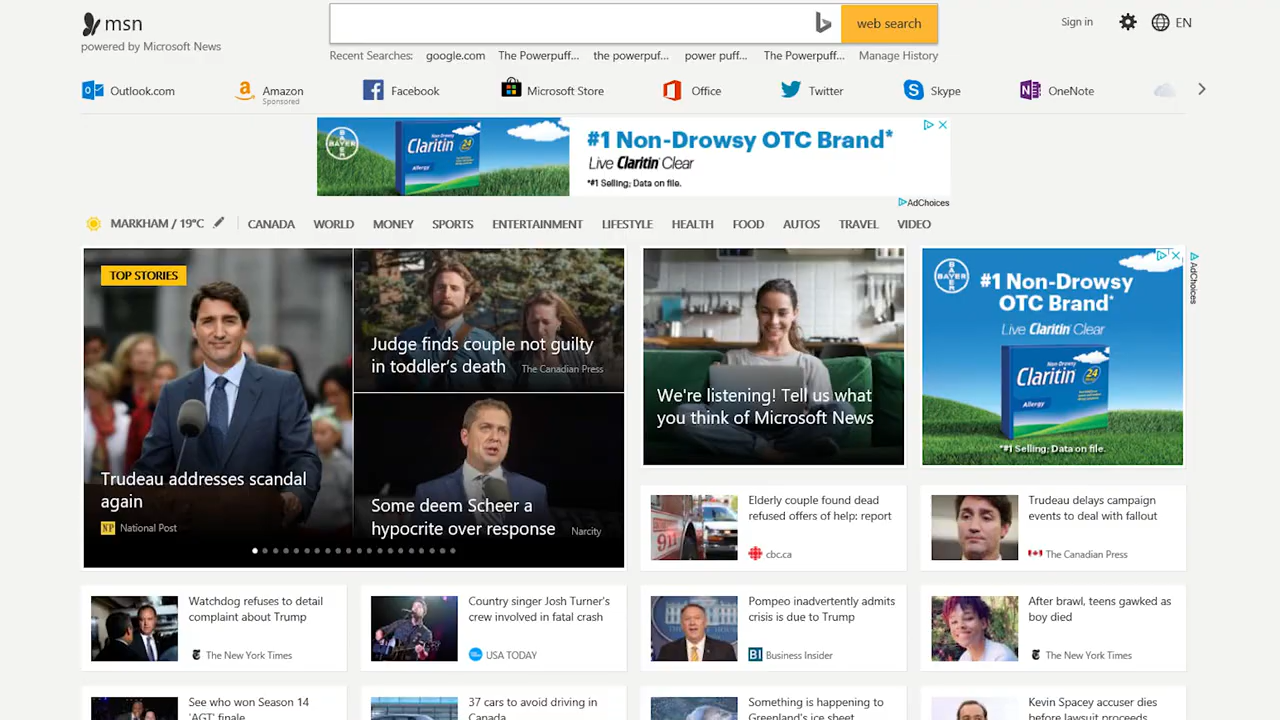 msn
powered by Microsoft News
web search
Sign in
EN
Recent Searches: google.com The Powerpuff... the powerpuf... power puff... The Powerpuff... Manage History
Outlook.com
Amazon
Sponsored
Facebook
Microsoft Store
Office
Twitter
Skype
OneNote
BAYER
Claritin 24
Allergy
#1 Non-Drowsy OTC Brand*
Live Claritin Clear
*#1 Selling; Data on file.
AdChoices
MARKHAM / 19°C
CANADA WORLD MONEY SPORTS ENTERTAINMENT LIFESTYLE HEALTH FOOD AUTOS TRAVEL VIDEO
TOP STORIES
Trudeau addresses scandal
again
NP National Post
Judge finds couple not guilty
in toddler's death The Canadian Press
Some deem Scheer a
hypocrite over response Narcity
We're listening! Tell us what
you think of Microsoft News
BAYER
#1 Non-Drowsy
OTC Brand*
Live Claritin Clear
Claritin 24
Allergy
*#1 Selling; Data on file.
AdChoices
Elderly couple found dead
refused offers of help: report
cbc.ca
Trudeau delays campaign
events to deal with fallout
The Canadian Press
Watchdog refuses to detail
complaint about Trump
The New York Times
Country singer Josh Turner's
crew involved in fatal crash
USA TODAY
Pompeo inadvertently admits
crisis is due to Trump
BI Business Insider
After brawl, teens gawked as
boy died
The New York Times
See who won Season 14
'AGT' finale
37 cars to avoid driving in
Canada
Something is happening to
Greenland's ice sheet
Kevin Spacey accuser dies
before lawsuit proceeds